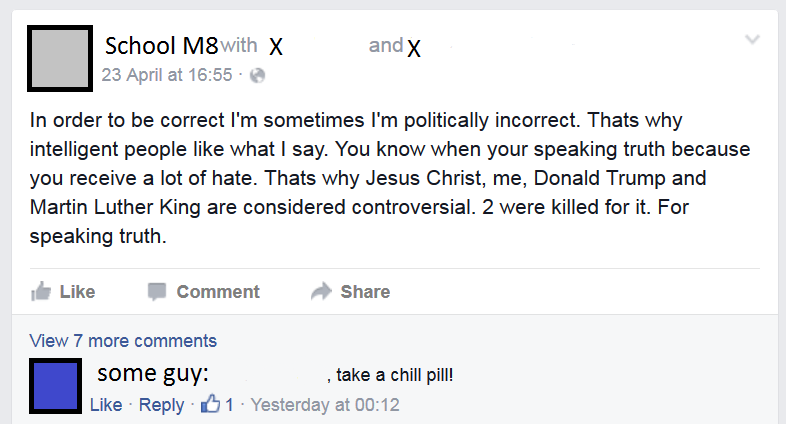 School M8 with X and X
23 April at 16:55 ·
In order to be correct I'm sometimes I'm politically incorrect. Thats why
intelligent people like what I say. You know when your speaking truth because
you receive a lot of hate. Thats why Jesus Christ, me, Donald Trump and
Martin Luther King are considered controversial. 2 were killed for it. For
speaking truth.
Like Comment Share
View 7 more comments
some guy: , take a chill pill!
Like · Reply · 1 · Yesterday at 00:12